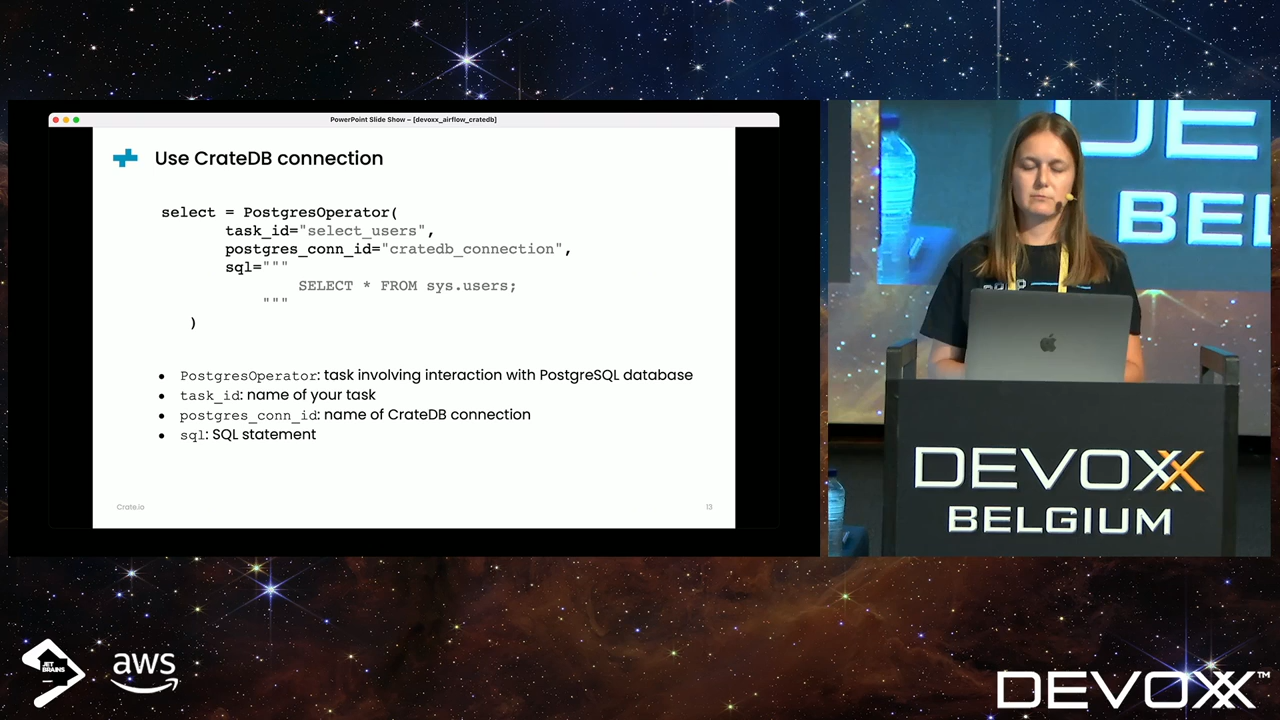 PowerPoint Slide Show – [devoxx_airflow_cratedb]
Use CrateDB connection
select = PostgresOperator(
task_id="select_users",
postgres_conn_id="cratedb_connection",
sql="""
SELECT * FROM sys.users;
"""
)
• PostgresOperator: task involving interaction with PostgreSQL database
• task_id: name of your task
• postgres_conn_id: name of CrateDB connection
• sql: SQL statement
Crate.io
13
DE
BEL
DEVOXX
BELGIUM
JET
BRAINS
aws
DEVOXX™